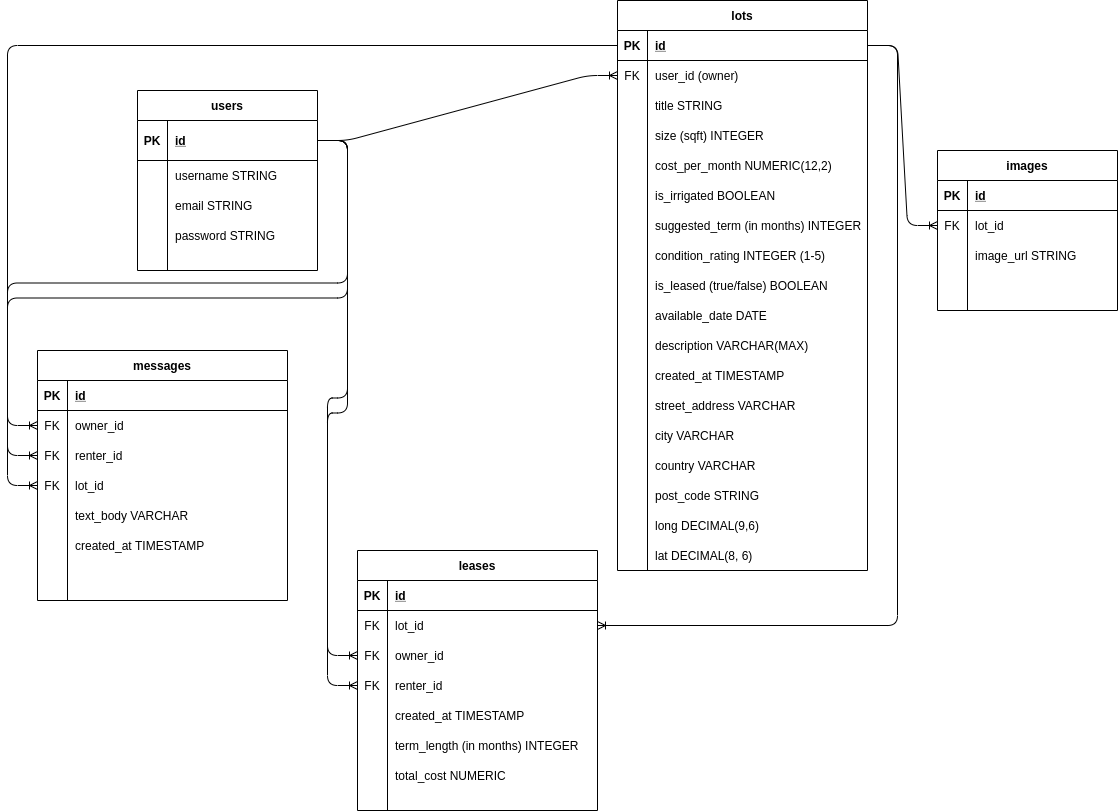 lots
PK id
FK user_id (owner)
title STRING
size (sqft) INTEGER
cost_per_month NUMERIC(12,2)
is_irrigated BOOLEAN
suggested_term (in months) INTEGER
condition_rating INTEGER (1-5)
is_leased (true/false) BOOLEAN
available_date DATE
description VARCHAR(MAX)
created_at TIMESTAMP
street_address VARCHAR
city VARCHAR
country VARCHAR
post_code STRING
long DECIMAL(9,6)
lat DECIMAL(8, 6)
users
PK id
username STRING
email STRING
password STRING
images
PK id
FK lot_id
image_url STRING
messages
PK id
FK owner_id
FK renter_id
FK lot_id
text_body VARCHAR
created_at TIMESTAMP
leases
PK id
FK lot_id
FK owner_id
FK renter_id
created_at TIMESTAMP
term_length (in months) INTEGER
total_cost NUMERIC